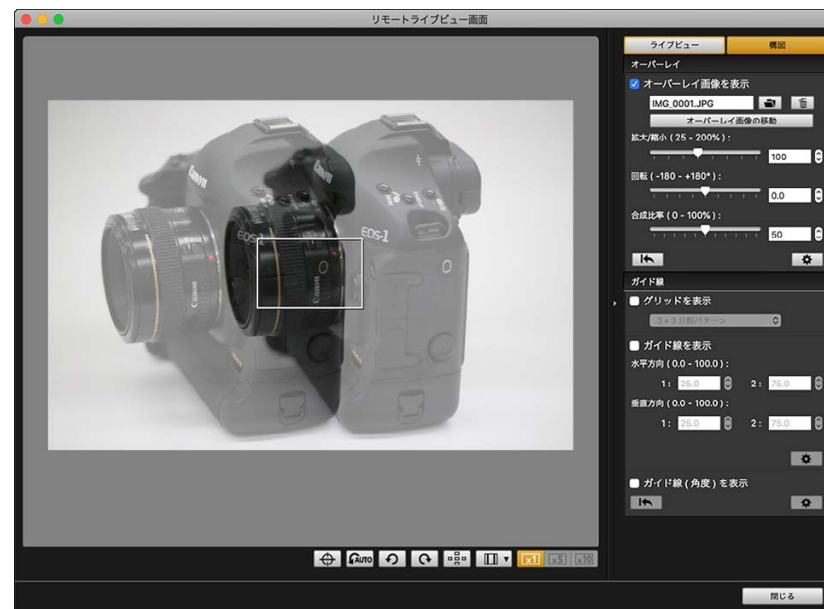 リモートライブビュー画面
ライブビュー
構図
オーバーレイ
オーバーレイ画像を表示
IMG_0001.JPG
オーバーレイ画像の移動
拡大/縮小 ( 25 - 200% ) :
100
回転 ( -180 - +180° ) :
0.0
合成比率 ( 0 - 100% ) :
50
ガイド線
グリッドを表示
3×3分割パターン
ガイド線を表示
水平方向 ( 0.0 - 100.0 ) :
1 : 25.0 2 : 75.0
垂直方向 ( 0.0 - 100.0 ) :
1 : 25.0 2 : 75.0
ガイド線 ( 角度 ) を表示
Canon
EOS-1
EOS-1
Canon
Canon
AUTO
x1 x5 x10
閉じる